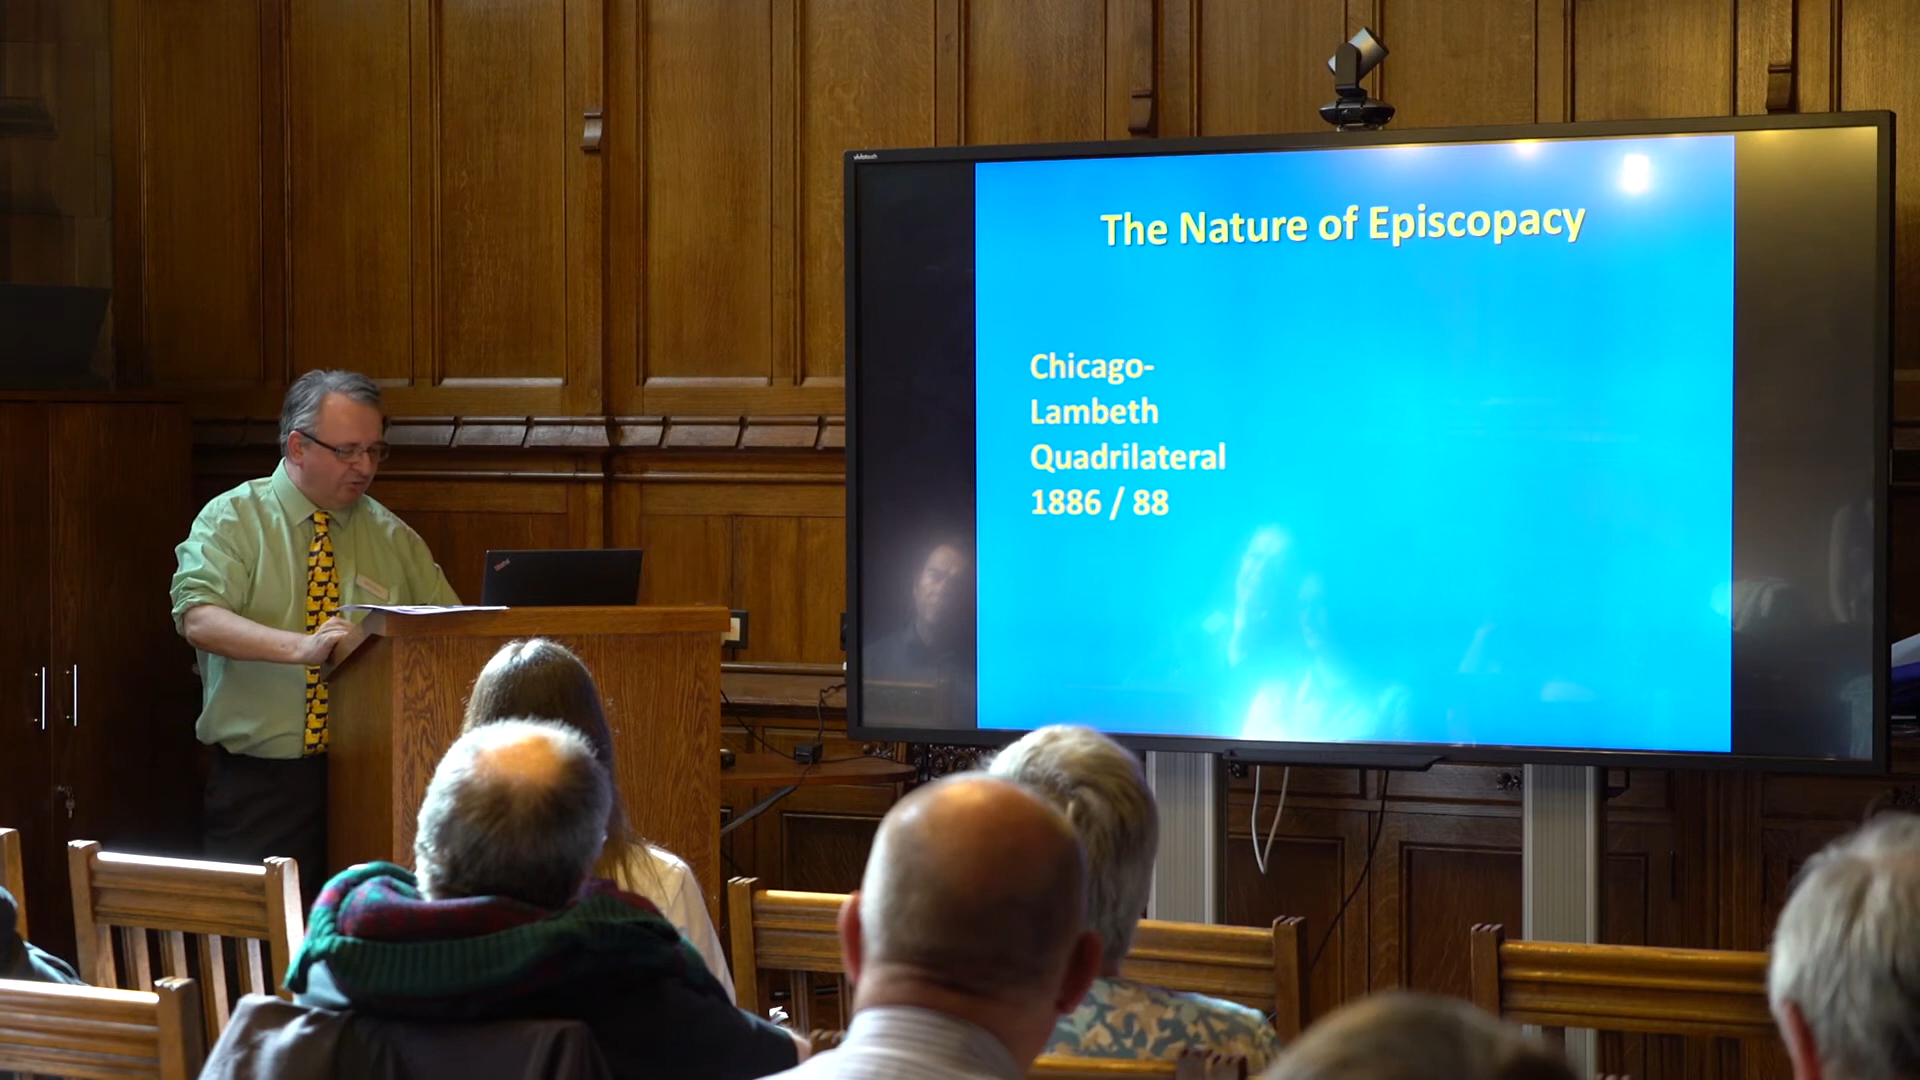 The Nature of Episcopacy
Chicago-
Lambeth
Quadrilateral
1886 / 88